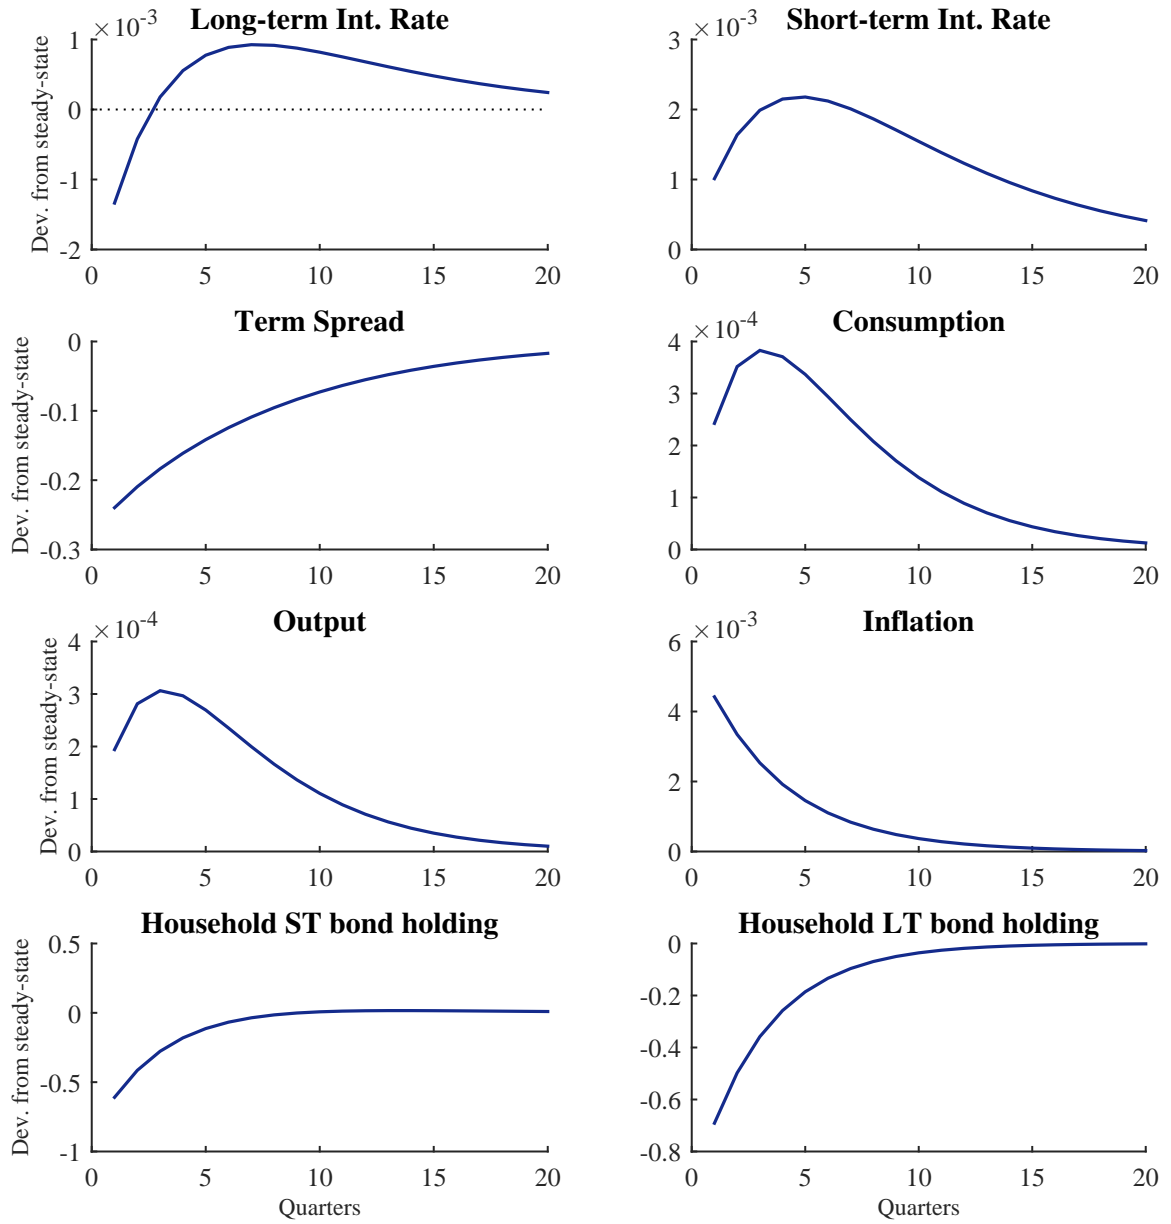 Long-term Int. Rate
×10-3
Dev. from steady-state
1
0
-1
-2
0 5 10 15 20
Short-term Int. Rate
×10-3
3
2
1
0
0 5 10 15 20
Term Spread
Dev. from steady-state
0
-0.1
-0.2
-0.3
0 5 10 15 20
Consumption
×10-4
4
3
2
1
0
0 5 10 15 20
Output
×10-4
Dev. from steady-state
4
3
2
1
0
0 5 10 15 20
Inflation
×10-3
6
4
2
0
0 5 10 15 20
Household ST bond holding
Dev. from steady-state
0.5
0
-0.5
-1
0 5 10 15 20
Quarters
Household LT bond holding
0
-0.2
-0.4
-0.6
-0.8
0 5 10 15 20
Quarters